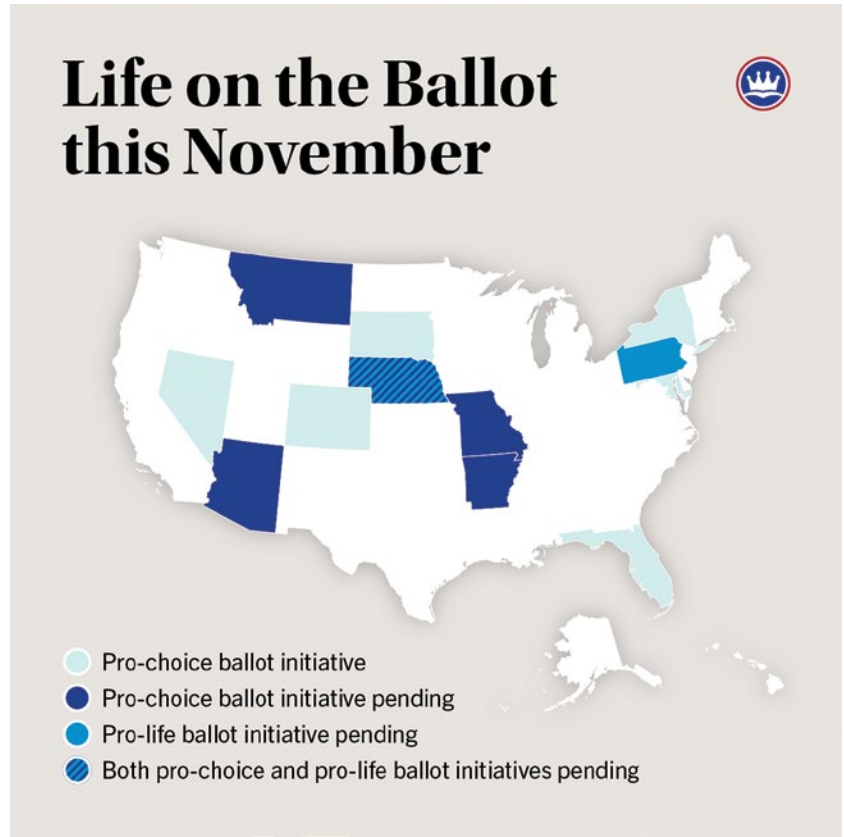 Life on the Ballot
this November
Pro-choice ballot initiative
Pro-choice ballot initiative pending
Pro-life ballot initiative pending
Both pro-choice and pro-life ballot initiatives pending